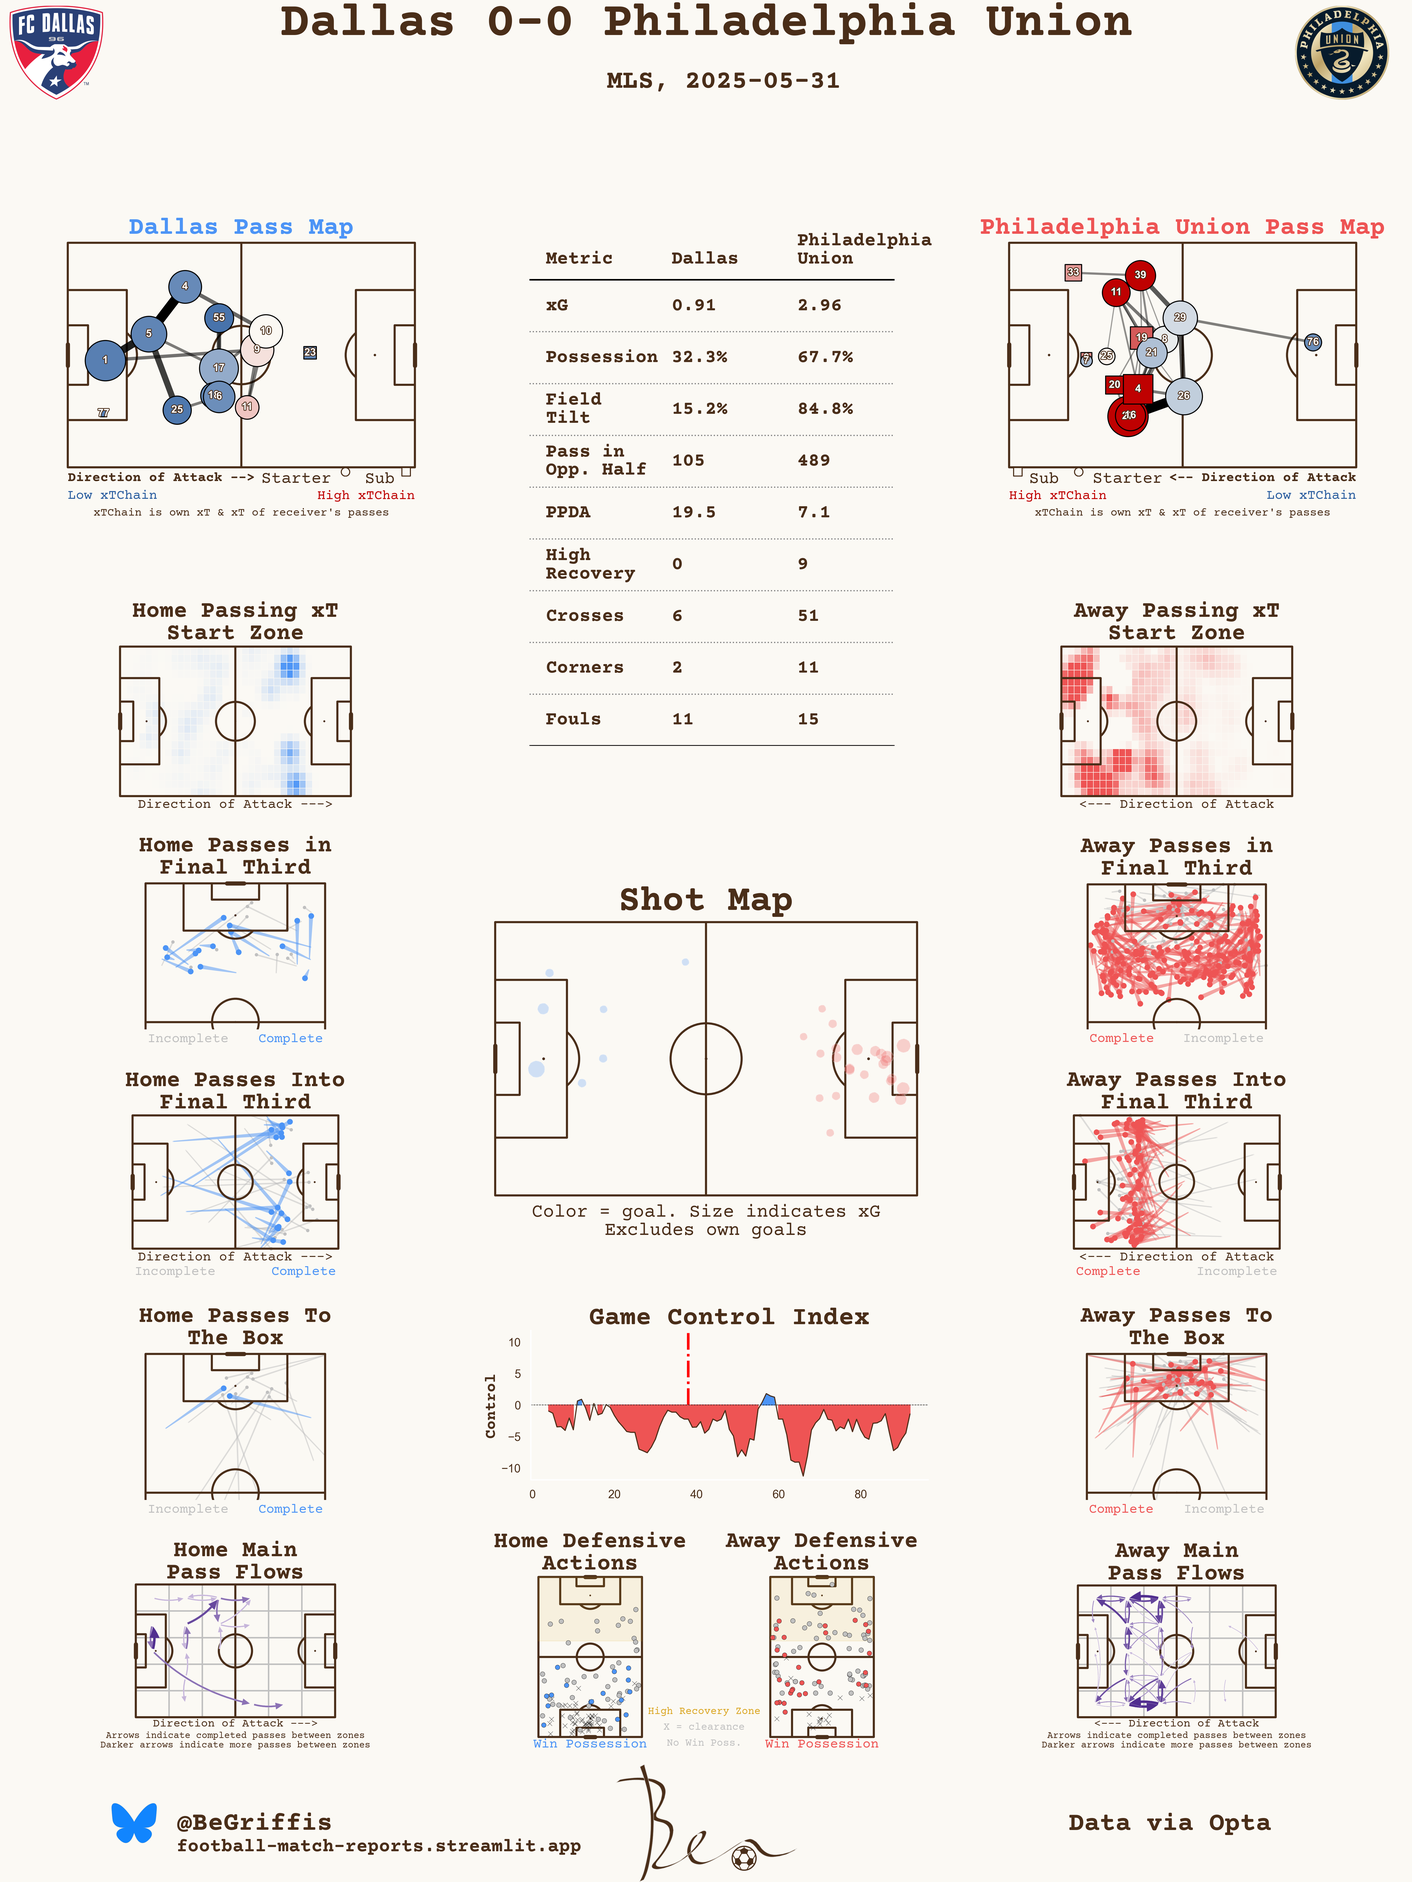 Dallas 0-0 Philadelphia Union
MLS, 2025-05-31
FC DALLAS
96
TM
PHILADELPHIA
UNION
Dallas Pass Map
4
55
10
5
9
23
1
17
6
25
11
77
Direction of Attack --> Starter Sub
Low xTChain High xTChain
xTChain is own xT & xT of receiver's passes
Metric Dallas Philadelphia
Union
xG 0.91 2.96
Possession 32.3% 67.7%
Field
Tilt 15.2% 84.8%
Pass in
Opp. Half 105 489
PPDA 19.5 7.1
High
Recovery 0 9
Crosses 6 51
Corners 2 11
Fouls 11 15
Philadelphia Union Pass Map
33
39
11
29
19
8
76
21
25
7
20
4
26
16
Sub Starter <-- Direction of Attack
High xTChain Low xTChain
xTChain is own xT & xT of receiver's passes
Home Passing xT
Start Zone
Direction of Attack --->
Away Passing xT
Start Zone
<--- Direction of Attack
Home Passes in
Final Third
Incomplete Complete
Away Passes in
Final Third
Complete Incomplete
Shot Map
Color = goal. Size indicates xG
Excludes own goals
Home Passes Into
Final Third
Direction of Attack --->
Incomplete Complete
Away Passes Into
Final Third
<--- Direction of Attack
Complete Incomplete
Home Passes To
The Box
Incomplete Complete
Game Control Index
Control
10
5
0
−5
−10
0 20 40 60 80
Away Passes To
The Box
Complete Incomplete
Home Main
Pass Flows
Direction of Attack --->
Arrows indicate completed passes between zones
Darker arrows indicate more passes between zones
Home Defensive
Actions
Win Possession
Away Defensive
Actions
Win Possession
High Recovery Zone
X = clearance
No Win Poss.
Away Main
Pass Flows
<--- Direction of Attack
Arrows indicate completed passes between zones
Darker arrows indicate more passes between zones
@BeGriffis
football-match-reports.streamlit.app
Ben
Data via Opta